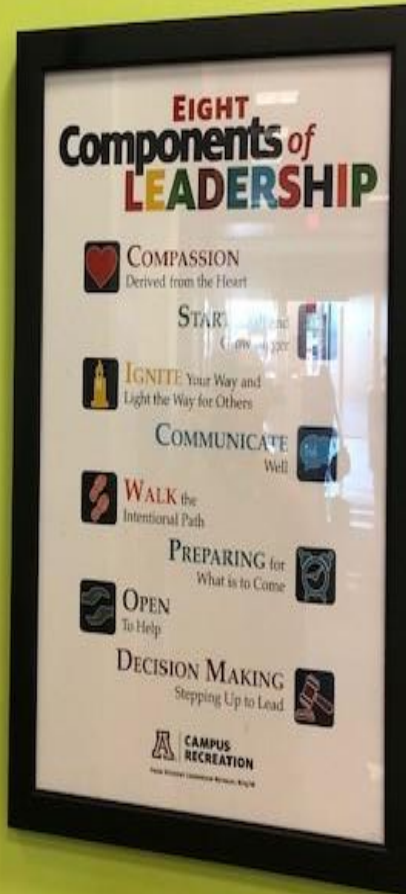 EIGHT
Components of
LEADERSHIP
COMPASSION
Derived from the Heart
START
IGNITE Your Way and
Light the Way for Others
COMMUNICATE
Well
WALK the
Intentional Path
PREPARING for
What is to Come
OPEN
To Help
DECISION MAKING
Stepping Up to Lead
A CAMPUS
RECREATION